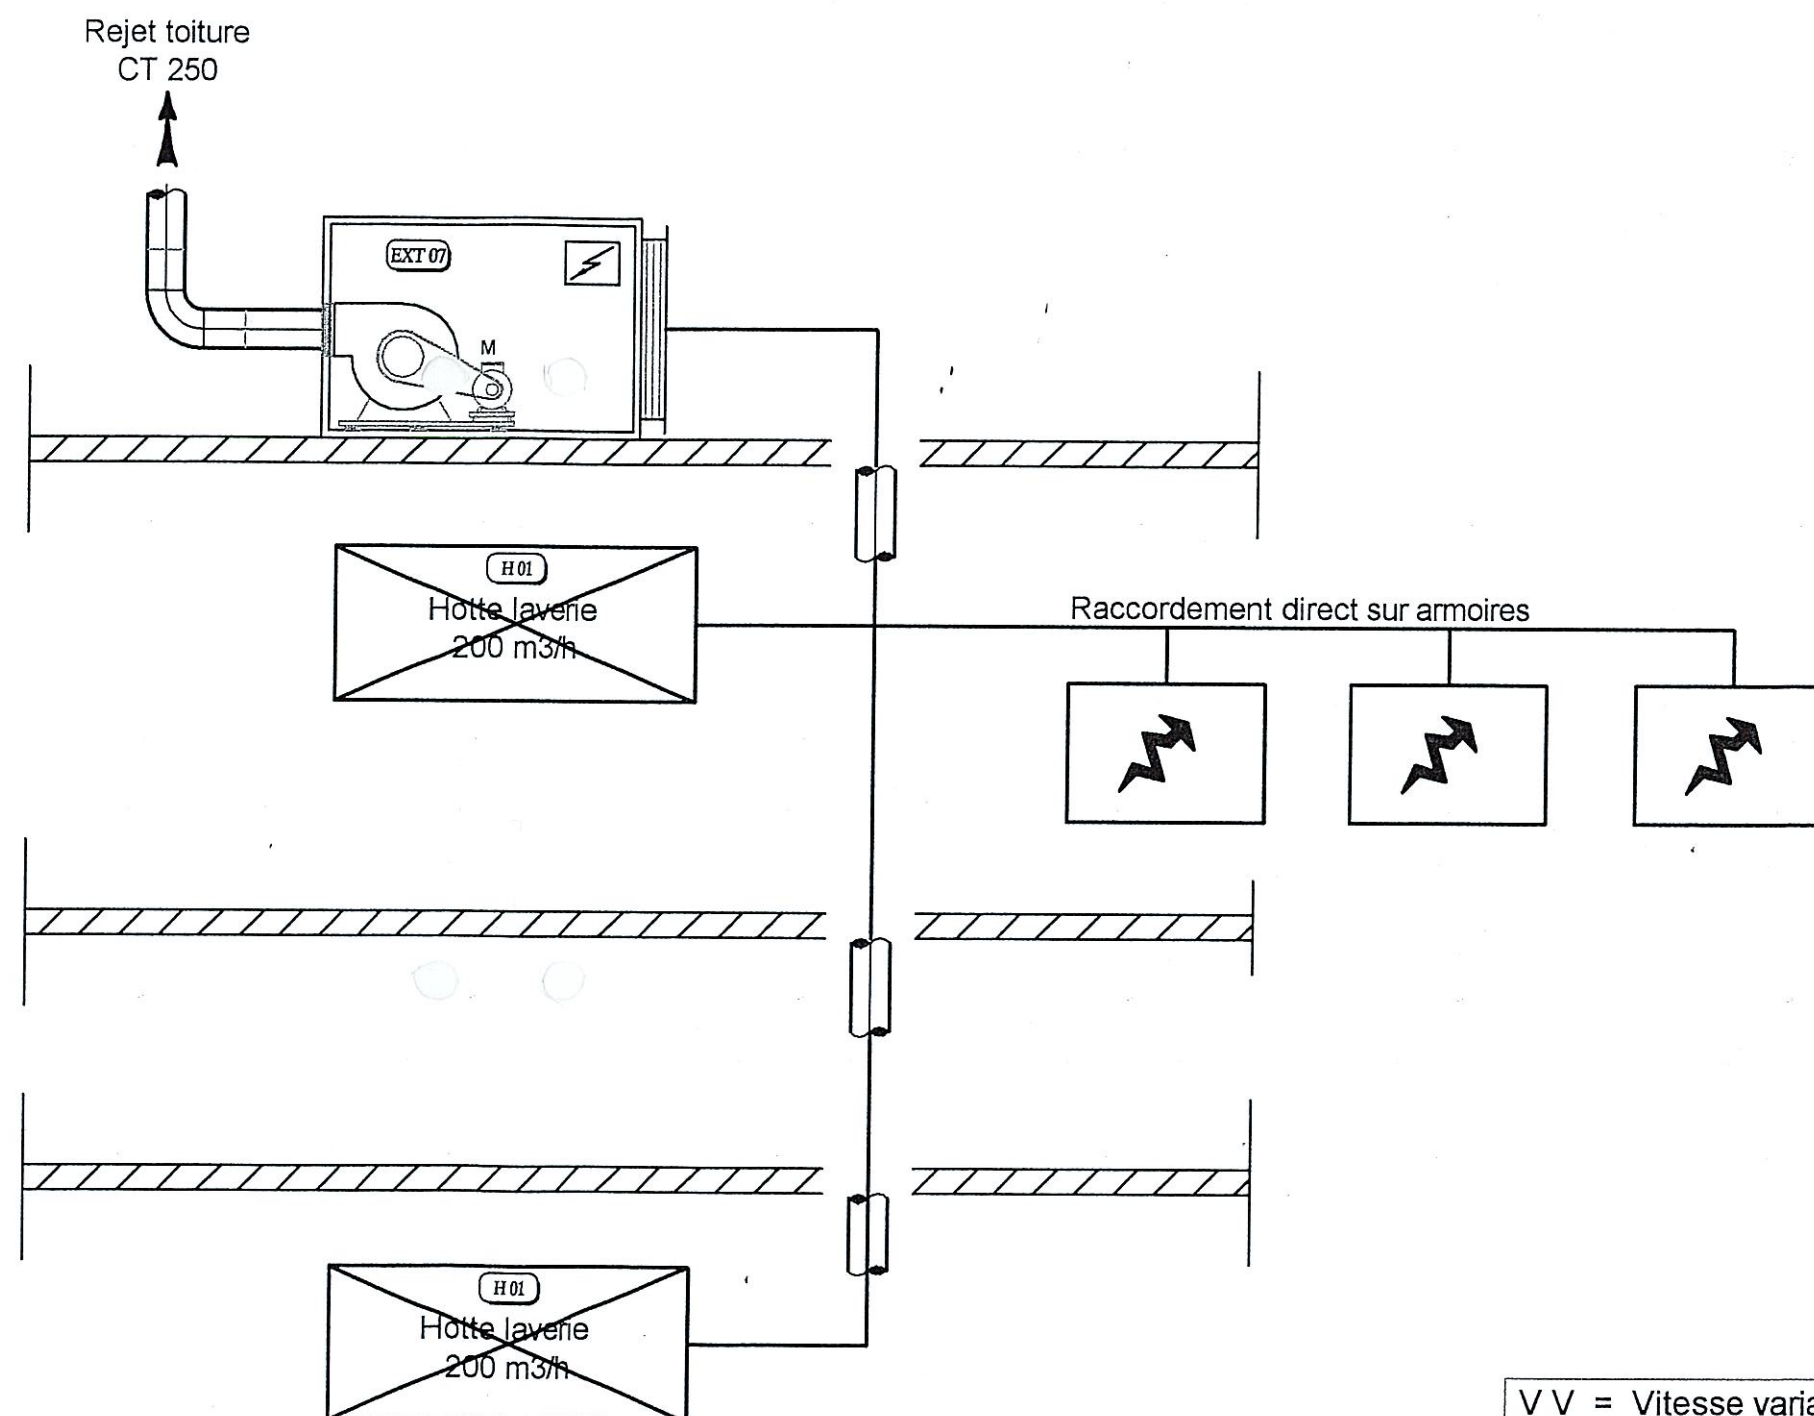 Rejet toiture
CT 250
EXT 07
M
H 01
Hotte laverie
200 m3/h
Raccordement direct sur armoires
H 01
Hotte laverie
200 m3/h
V V = Vitesse varia